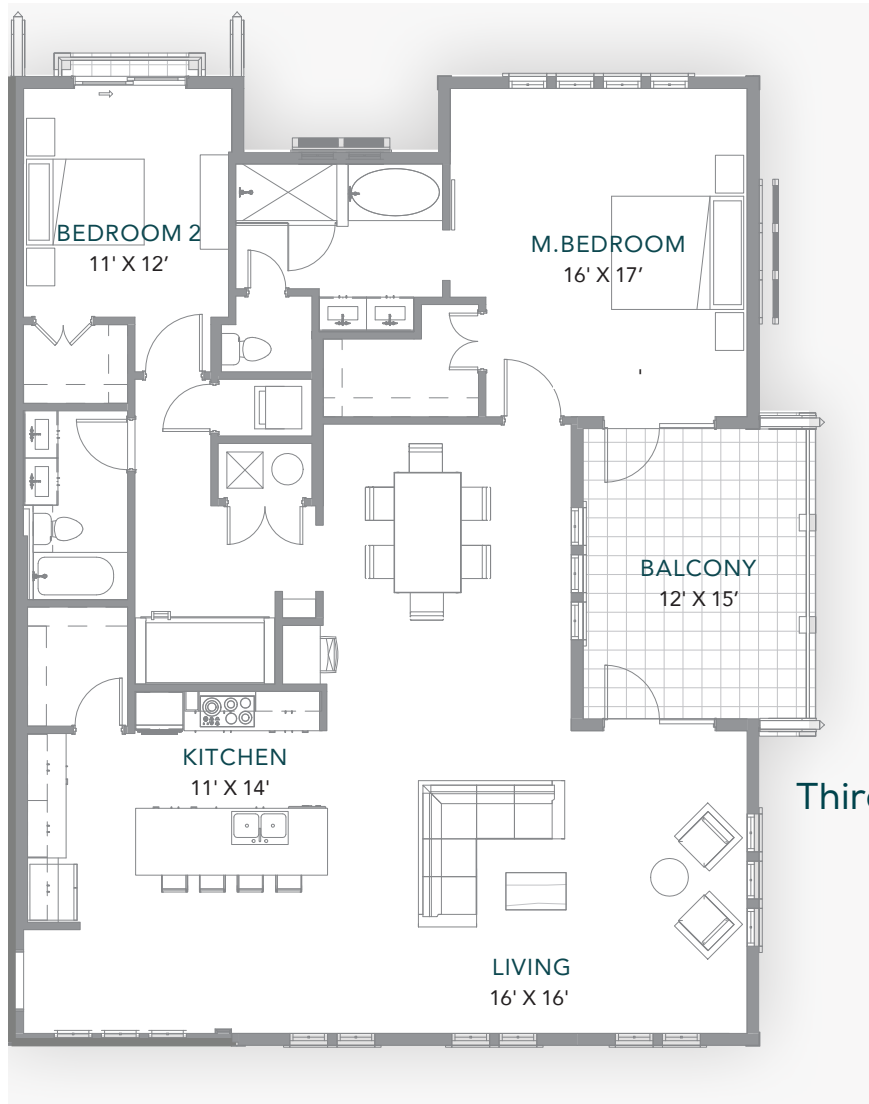 BEDROOM 2
11' X 12’
M.BEDROOM
16' X 17’
BALCONY
12' X 15’
KITCHEN
11' X 14'
LIVING
16' X 16'